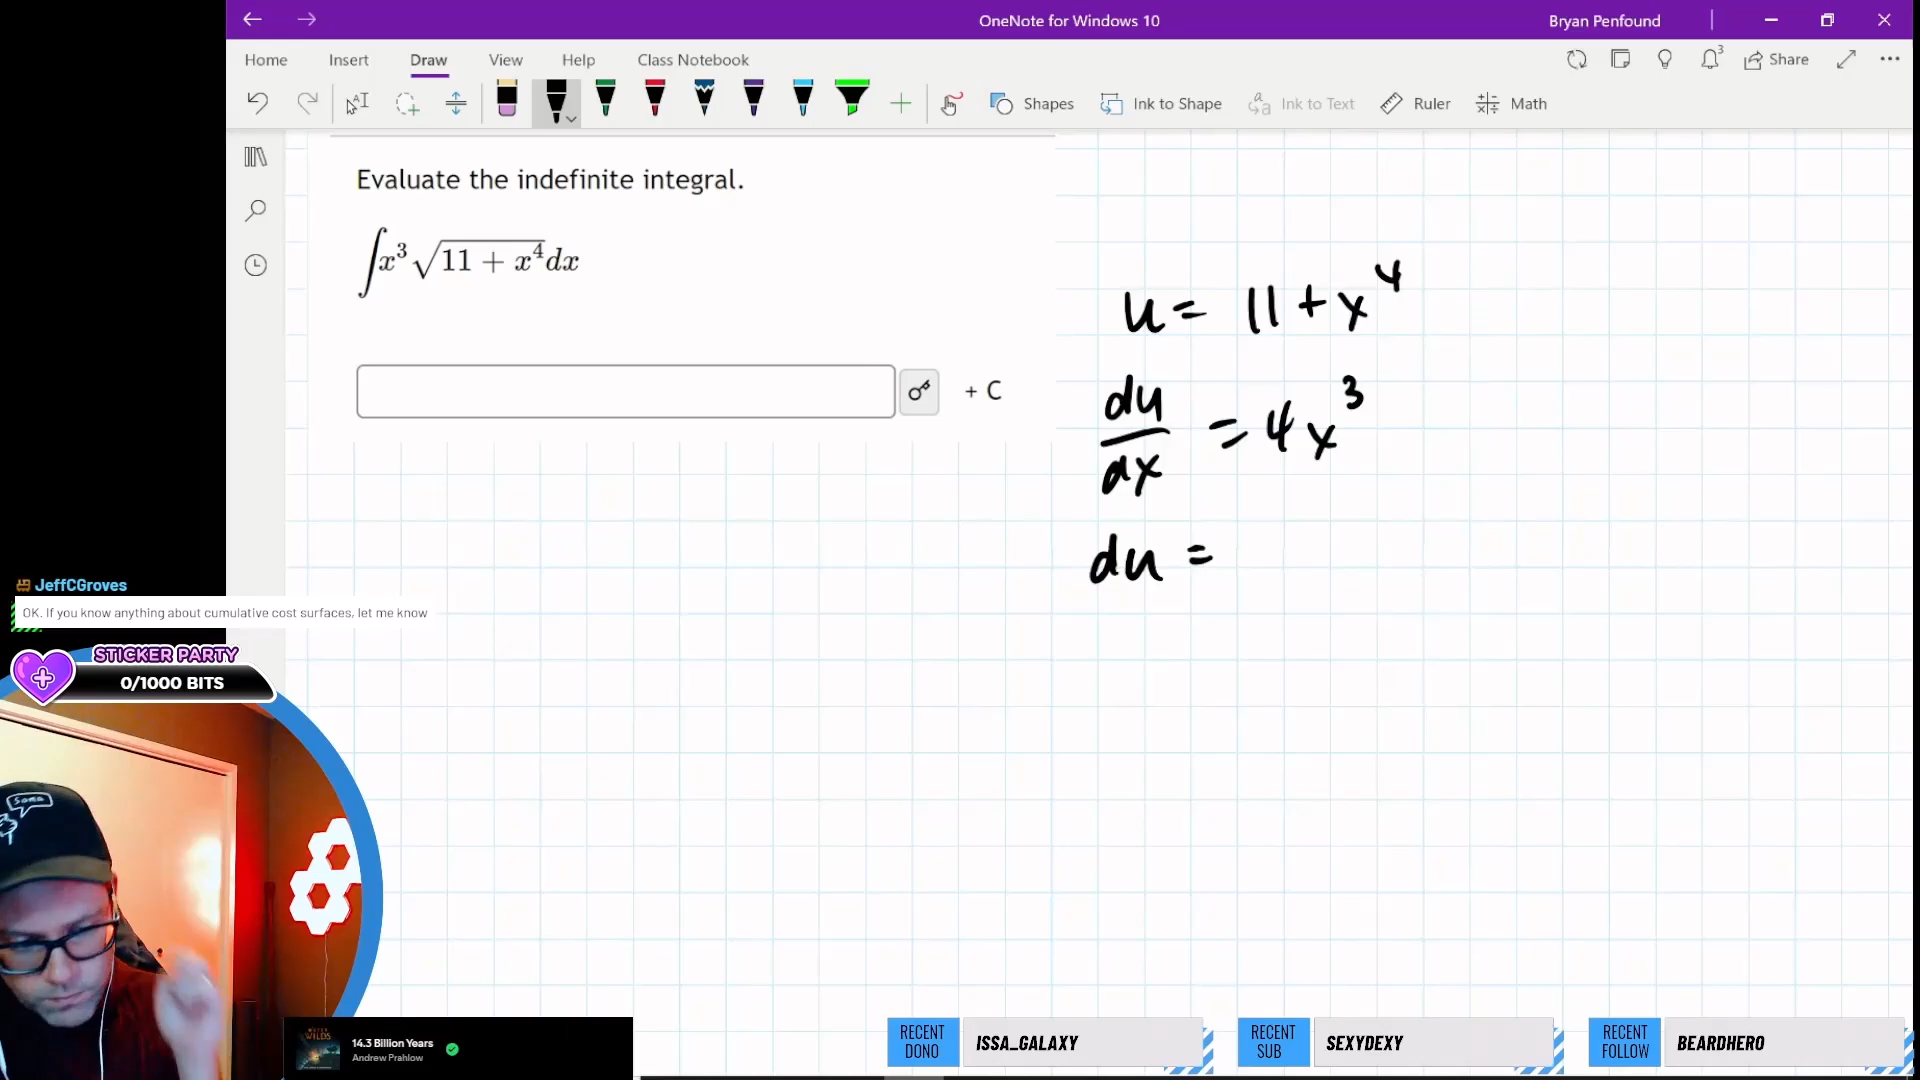 OneNote for Windows 10
Bryan Penfound
Home Insert Draw View Help Class Notebook
3
Share
Shapes Ink to Shape Ink to Text Ruler Math
Evaluate the indefinite integral.
∫x³√(11 + x⁴)dx
+ C
u = 11 + x⁴
du/dx = 4x³
du =
JeffCGroves
OK. If you know anything about cumulative cost surfaces, let me know
STICKER PARTY
0/1000 BITS
Soma
14.3 Billion Years
Andrew Prahlow
RECENT DONO
ISSA_GALAXY
RECENT SUB
SEXYDEXY
RECENT FOLLOW
BEARDHERO